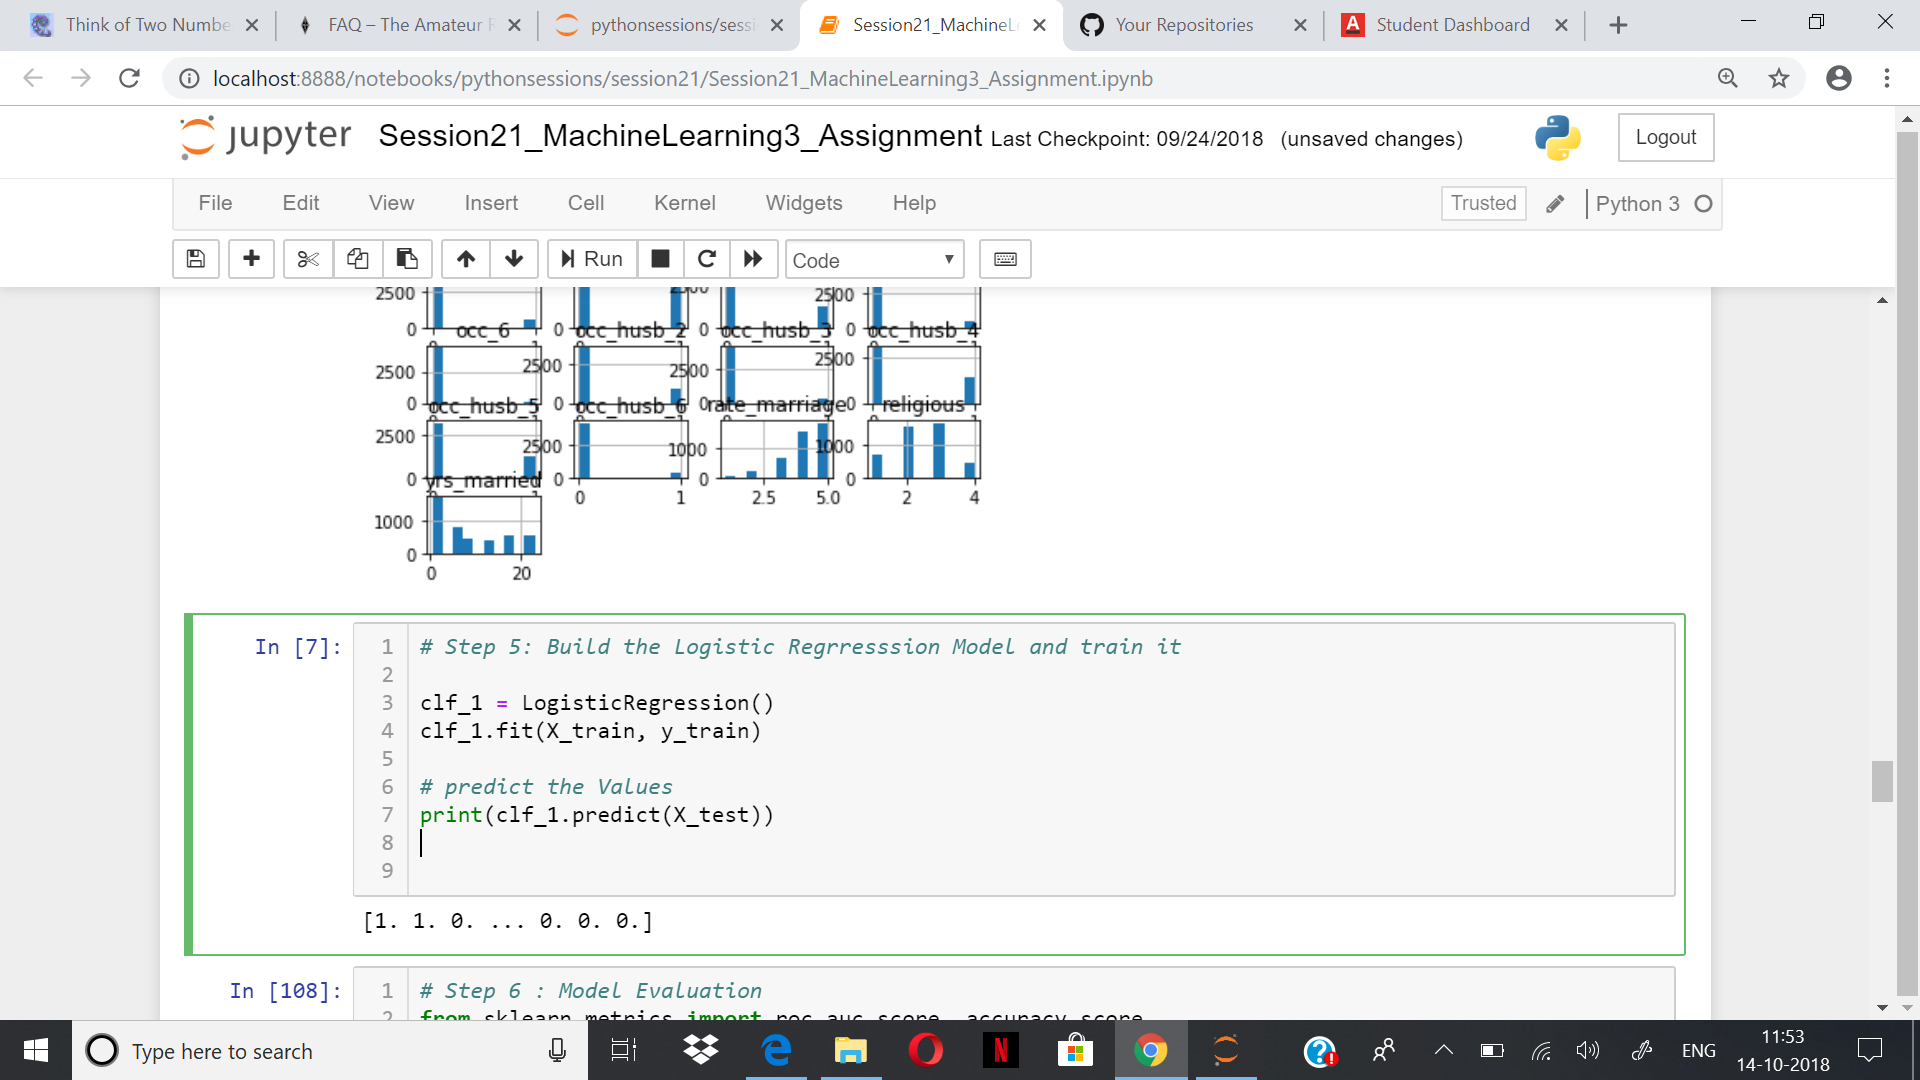 Think of Two Numbe
FAQ – The Amateur R
pythonsessions/sessi
Session21_MachineL
Your Repositories
Student Dashboard
localhost:8888/notebooks/pythonsessions/session21/Session21_MachineLearning3_Assignment.ipynb
jupyter Session21_MachineLearning3_Assignment Last Checkpoint: 09/24/2018 (unsaved changes)
Logout
File Edit View Insert Cell Kernel Widgets Help
Trusted
Python 3
Run
Code
2500 2500 2500
0 0 0 0
occ_6 occ_husb_2 occ_husb_3 occ_husb_4
2500 2500 2500 2500
0 0 0 0
occ_husb_5 occ_husb_6 rate_marriage religious
2500 2500 1000 1000
0 0 0 0
yrs_married
0 1 2.5 5.0 2 4
1000
0
0 20
In [7]:
1 # Step 5: Build the Logistic Regrresssion Model and train it
2
3 clf_1 = LogisticRegression()
4 clf_1.fit(X_train, y_train)
5
6 # predict the Values
7 print(clf_1.predict(X_test))
8
9
[1. 1. 0. ... 0. 0. 0.]
In [108]:
1 # Step 6 : Model Evaluation
2 from sklearn.metrics import roc_auc_score, accuracy_score
Type here to search
ENG
11:53
14-10-2018